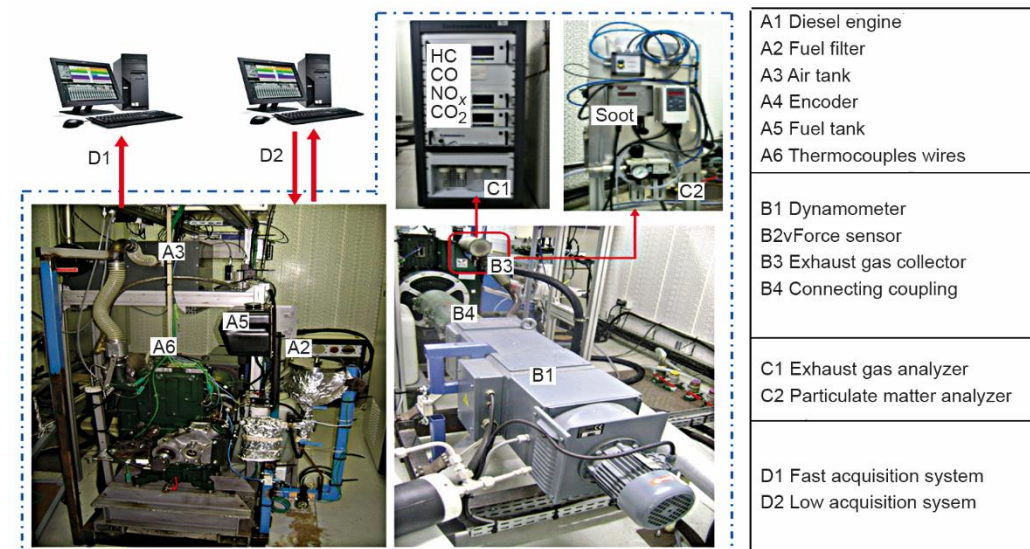 HC
CO
NOx
CO2
Soot
C1
C2
D1
D2
A3
A5
A6
A2
B3
B4
B1
A1 Diesel engine
A2 Fuel filter
A3 Air tank
A4 Encoder
A5 Fuel tank
A6 Thermocouples wires
B1 Dynamometer
B2vForce sensor
B3 Exhaust gas collector
B4 Connecting coupling
C1 Exhaust gas analyzer
C2 Particulate matter analyzer
D1 Fast acquisition system
D2 Low acquisition sysem